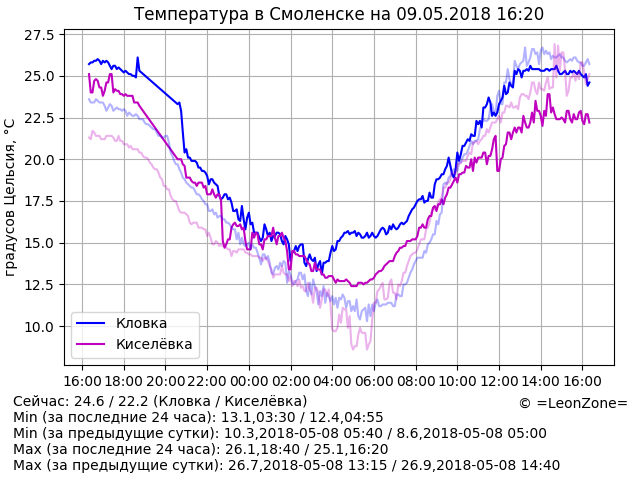 Температура в Смоленске на 09.05.2018 16:20
градусов Цельсия, °C
27.5
25.0
22.5
20.0
17.5
15.0
12.5
10.0
Кловка
Киселёвка
16:00 18:00 20:00 22:00 00:00 02:00 04:00 06:00 08:00 10:00 12:00 14:00 16:00
Сейчас: 24.6 / 22.2 (Кловка / Киселёвка)
© =LeonZone=
Min (за последние 24 часа): 13.1,03:30 / 12.4,04:55
Min (за предыдущие сутки): 10.3,2018-05-08 05:40 / 8.6,2018-05-08 05:00
Max (за последние 24 часа): 26.1,18:40 / 25.1,16:20
Max (за предыдущие сутки): 26.7,2018-05-08 13:15 / 26.9,2018-05-08 14:40